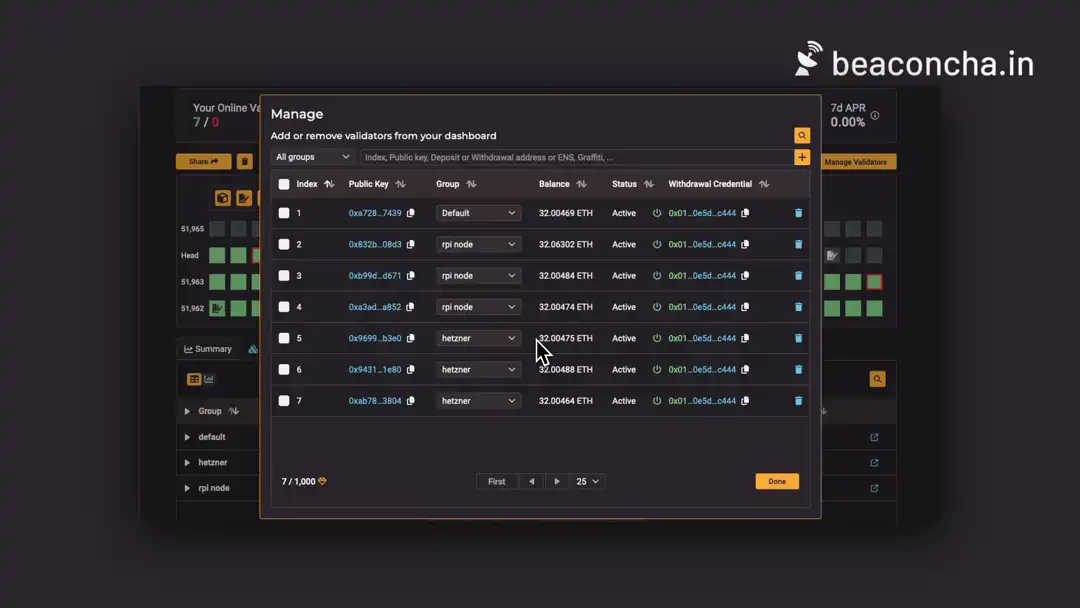 beaconcha.in
Your Online Va
7 / 0
7d APR
0.00%
Share
Manage Validators
Manage
Add or remove validators from your dashboard
All groups
Index, Public key, Deposit or Withdrawal address or ENS, Graffiti, ...
Index Public Key Group Balance Status Withdrawal Credential
1 0xa728...7439 Default 32.00469 ETH Active 0x01...0e5d...c444
2 0x832b...08d3 rpi node 32.06302 ETH Active 0x01...0e5d...c444
3 0xb99d...d671 rpi node 32.00484 ETH Active 0x01...0e5d...c444
4 0xa3ad...a852 rpi node 32.00474 ETH Active 0x01...0e5d...c444
5 0x9699...b3e0 hetzner 32.00475 ETH Active 0x01...0e5d...c444
6 0x9431...1e80 hetzner 32.00488 ETH Active 0x01...0e5d...c444
7 0xab78...3804 hetzner 32.00464 ETH Active 0x01...0e5d...c444
7 / 1,000
First
25
Done
51,965
Head
51,963
51,962
Summary
Group
default
hetzner
rpi node